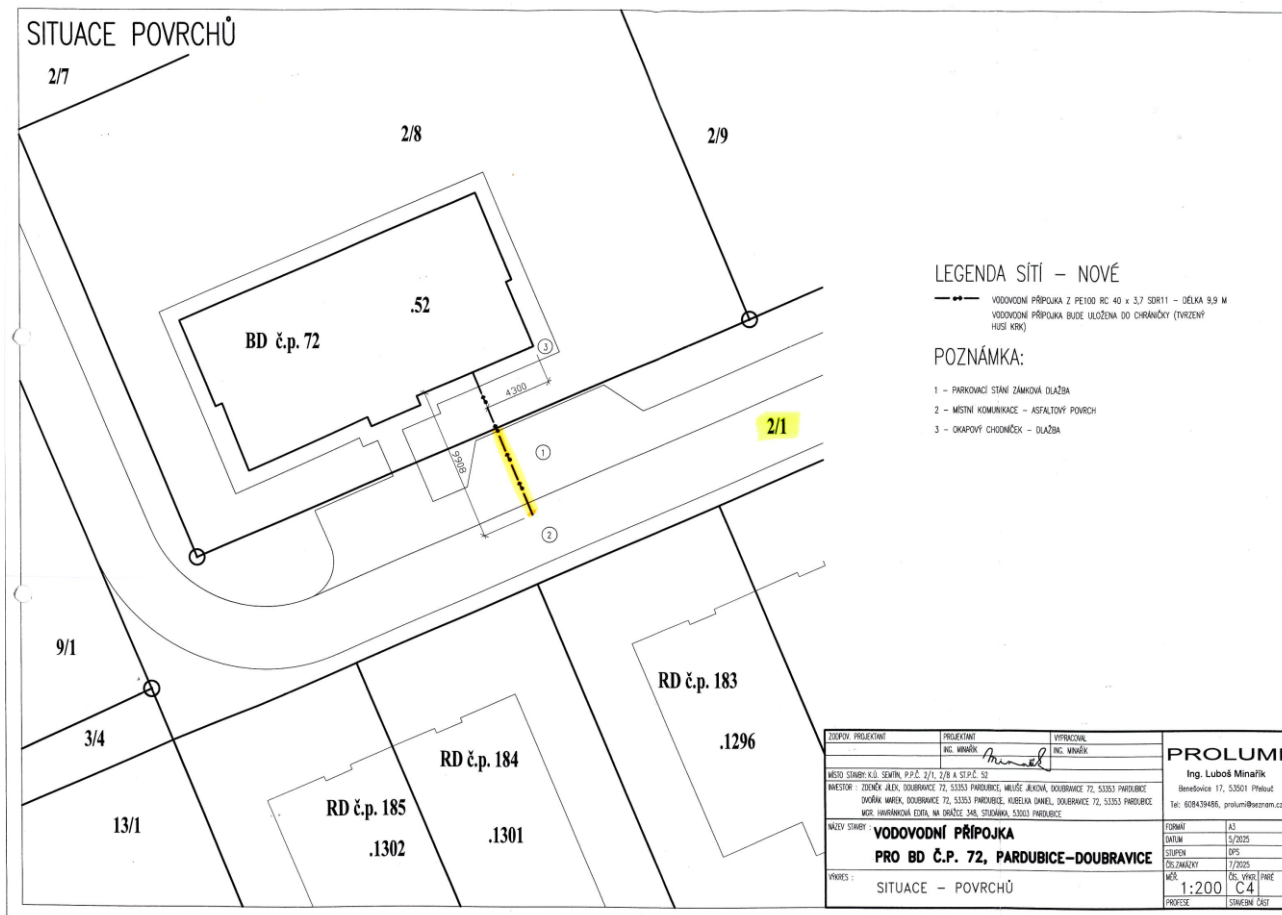 SITUACE POVRCHŮ
2/7
2/8
2/9
.52
BD č.p. 72
3
4300
9908
1
2/1
2
LEGENDA SÍTÍ – NOVÉ
VODOVODNÍ PŘÍPOJKA Z PE100 RC 40 x 3,7 SDR11 – DÉLKA 9,9 M
VODOVODNÍ PŘÍPOJKA BUDE ULOŽENA DO CHRÁNIČKY (TVRZENÝ
HUSÍ KRK)
POZNÁMKA:
1 – PARKOVACÍ STÁNÍ ZÁMKOVÁ DLAŽBA
2 – MÍSTNÍ KOMUNIKACE – ASFALTOVÝ POVRCH
3 – OKAPOVÝ CHODNÍČEK – DLAŽBA
9/1
3/4
13/1
RD č.p. 185
.1302
RD č.p. 184
.1301
RD č.p. 183
.1296
ZODPOV. PROJEKTANT
PROJEKTANT
VYPRACOVAL
ING. MINAŘÍK
ING. MINAŘÍK
MÍSTO STAVBY: K.Ú. SEMTÍN, P.P.Č. 2/1, 2/8 A ST.P.Č. 52
INVESTOR : ZDENĚK JÍLEK, DOUBRAVICE 72, 53353 PARDUBICE, MILUŠE JÍLKOVÁ, DOUBRAVICE 72, 53353 PARDUBICE
DVOŘÁK MAREK, DOUBRAVICE 72, 53353 PARDUBICE, KUBELKA DANIEL, DOUBRAVICE 72, 53353 PARDUBICE
MGR. HAVRÁNKOVÁ EDITA, NA DRÁŽCE 348, STUDÁNKA, 53003 PARDUBICE
NÁZEV STAVBY : VODOVODNÍ PŘÍPOJKA
PRO BD Č.P. 72, PARDUBICE–DOUBRAVICE
VÝKRES : SITUACE – POVRCHŮ
PROLUMI
Ing. Luboš Minařík
Benešovice 17, 53501 Přelouč
Tel: 608439486, prolumi@seznam.cz
FORMÁT A3
DATUM 5/2025
STUPEŇ DPS
ČÍS.ZAKÁZKY 7/2025
MĚŘ. 1:200
ČÍS. VÝKR. C4
PARÉ
PROFESE STAVEBNÍ ČÁST